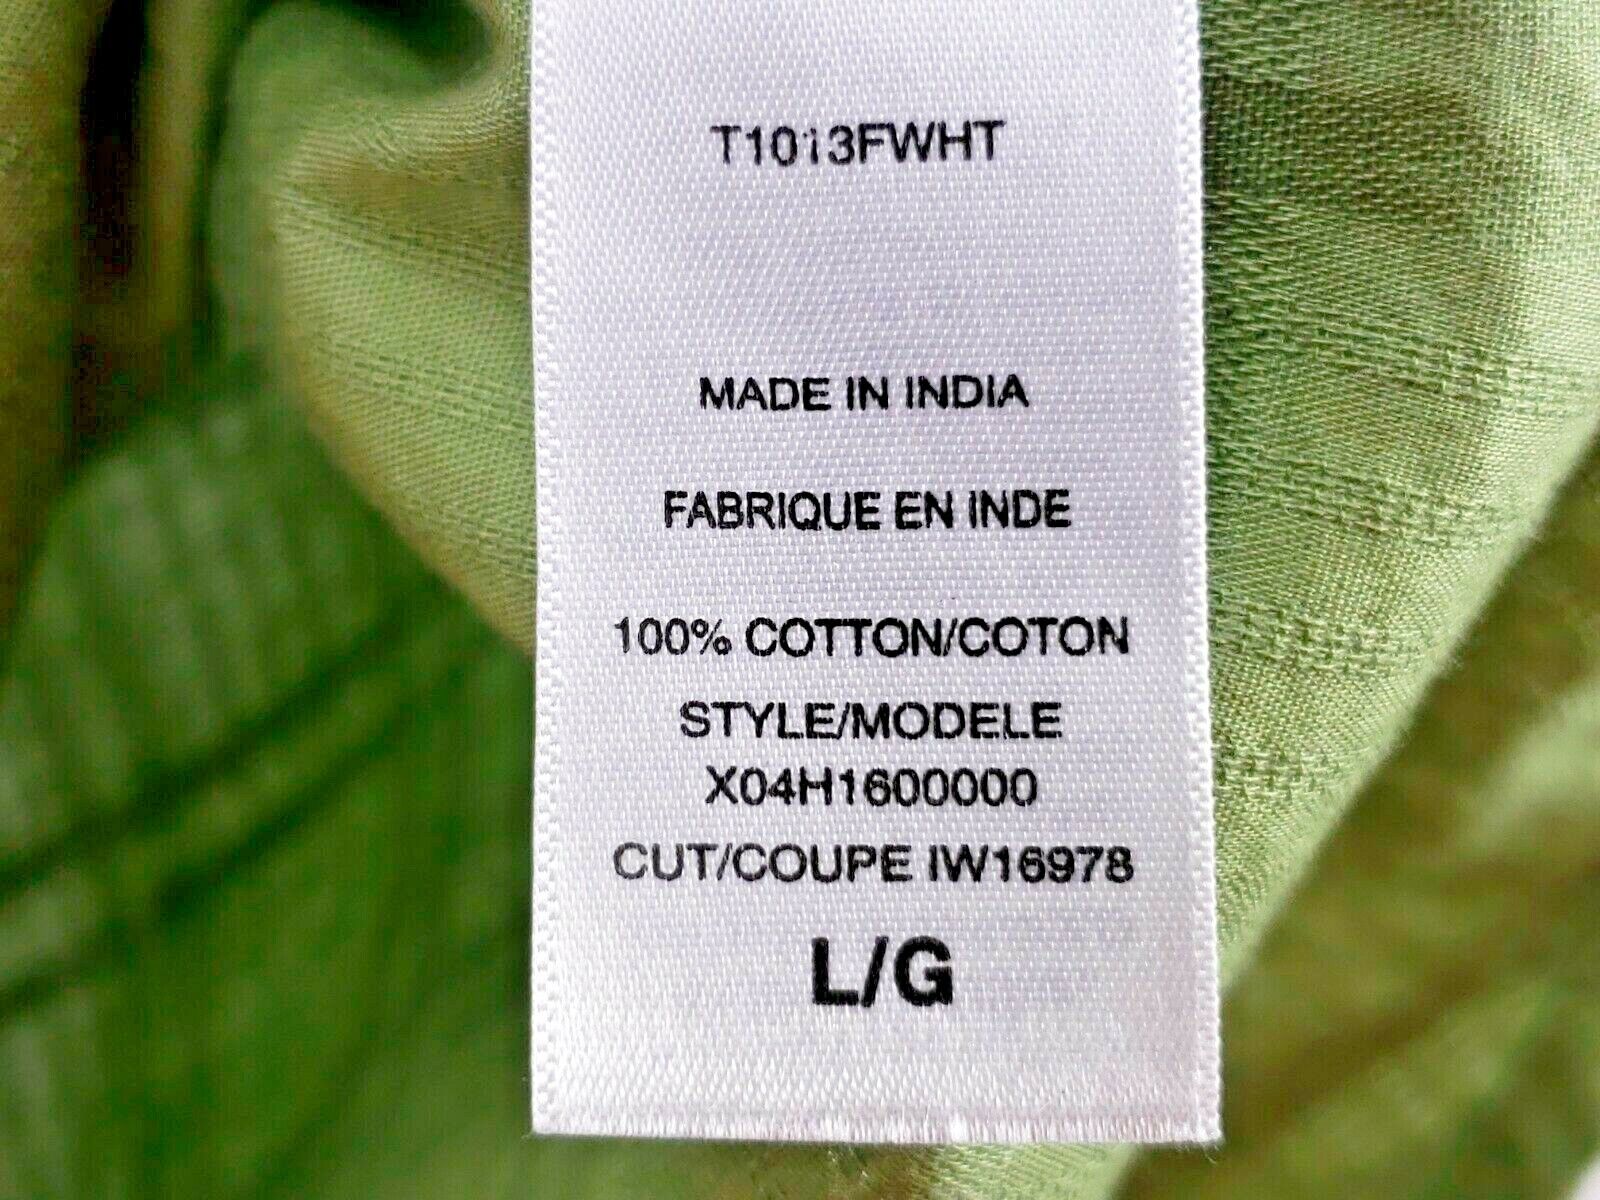 T1013FWHT
MADE IN INDIA
FABRIQUE EN INDE
100% COTTON/COTON
STYLE/MODELE
X04H1600000
CUT/COUPE IW16978
L/G